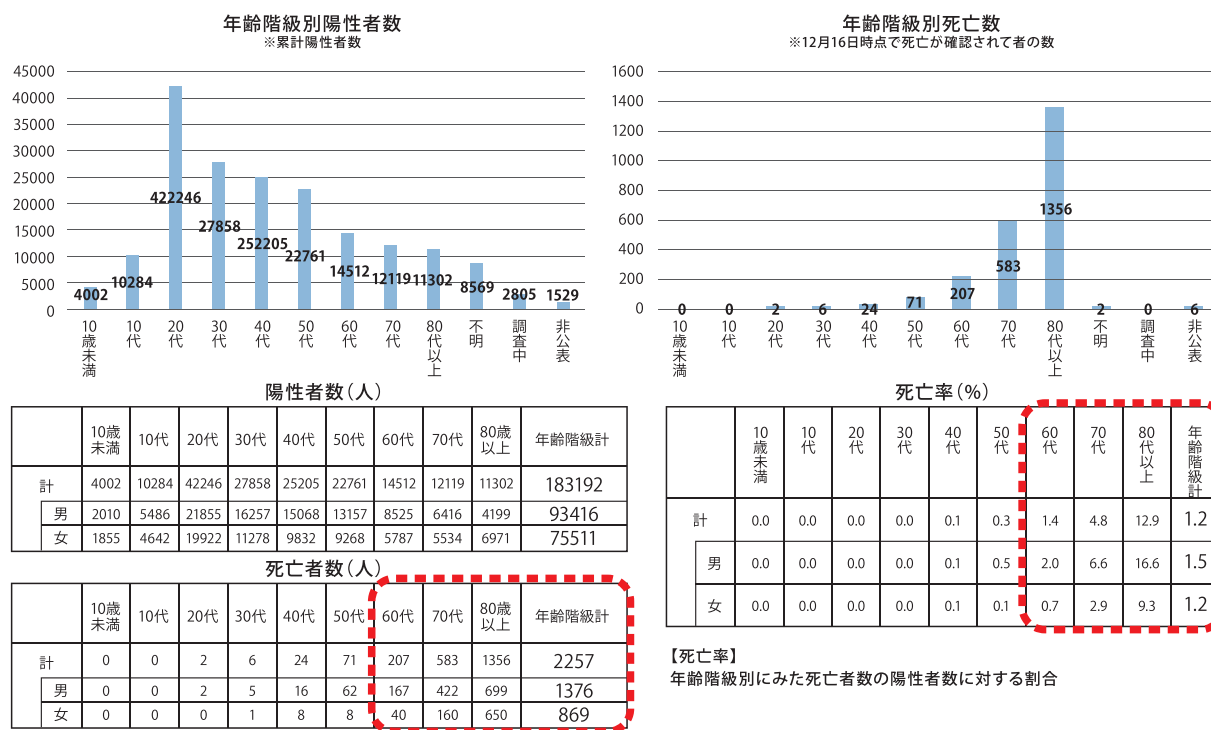 年齢階級別陽性者数
※累計陽性者数
45000
40000
35000
30000
25000
20000
15000
10000
5000
0
4002
10284
422246
27858
252205
22761
14512
12119
11302
8569
2805
1529
10歳未満
10代
20代
30代
40代
50代
60代
70代
80代以上
不明
調査中
非公表
年齢階級別死亡数
※12月16日時点で死亡が確認されて者の数
1600
1400
1200
1000
800
600
400
200
0
0
0
2
6
24
71
207
583
1356
2
0
6
10歳未満
10代
20代
30代
40代
50代
60代
70代
80代以上
不明
調査中
非公表
陽性者数(人)
10歳未満 10代 20代 30代 40代 50代 60代 70代 80歳以上 年齢階級計
計 4002 10284 42246 27858 25205 22761 14512 12119 11302 183192
男 2010 5486 21855 16257 15068 13157 8525 6416 4199 93416
女 1855 4642 19922 11278 9832 9268 5787 5534 6971 75511
死亡者数(人)
10歳未満 10代 20代 30代 40代 50代 60代 70代 80歳以上 年齢階級計
計 0 0 2 6 24 71 207 583 1356 2257
男 0 0 2 5 16 62 167 422 699 1376
女 0 0 0 1 8 8 40 160 650 869
死亡率(%)
10歳未満 10代 20代 30代 40代 50代 60代 70代 80代以上 年齢階級計
計 0.0 0.0 0.0 0.0 0.1 0.3 1.4 4.8 12.9 1.2
男 0.0 0.0 0.0 0.0 0.1 0.5 2.0 6.6 16.6 1.5
女 0.0 0.0 0.0 0.0 0.1 0.1 0.7 2.9 9.3 1.2
【死亡率】
年齢階級別にみた死亡者数の陽性者数に対する割合